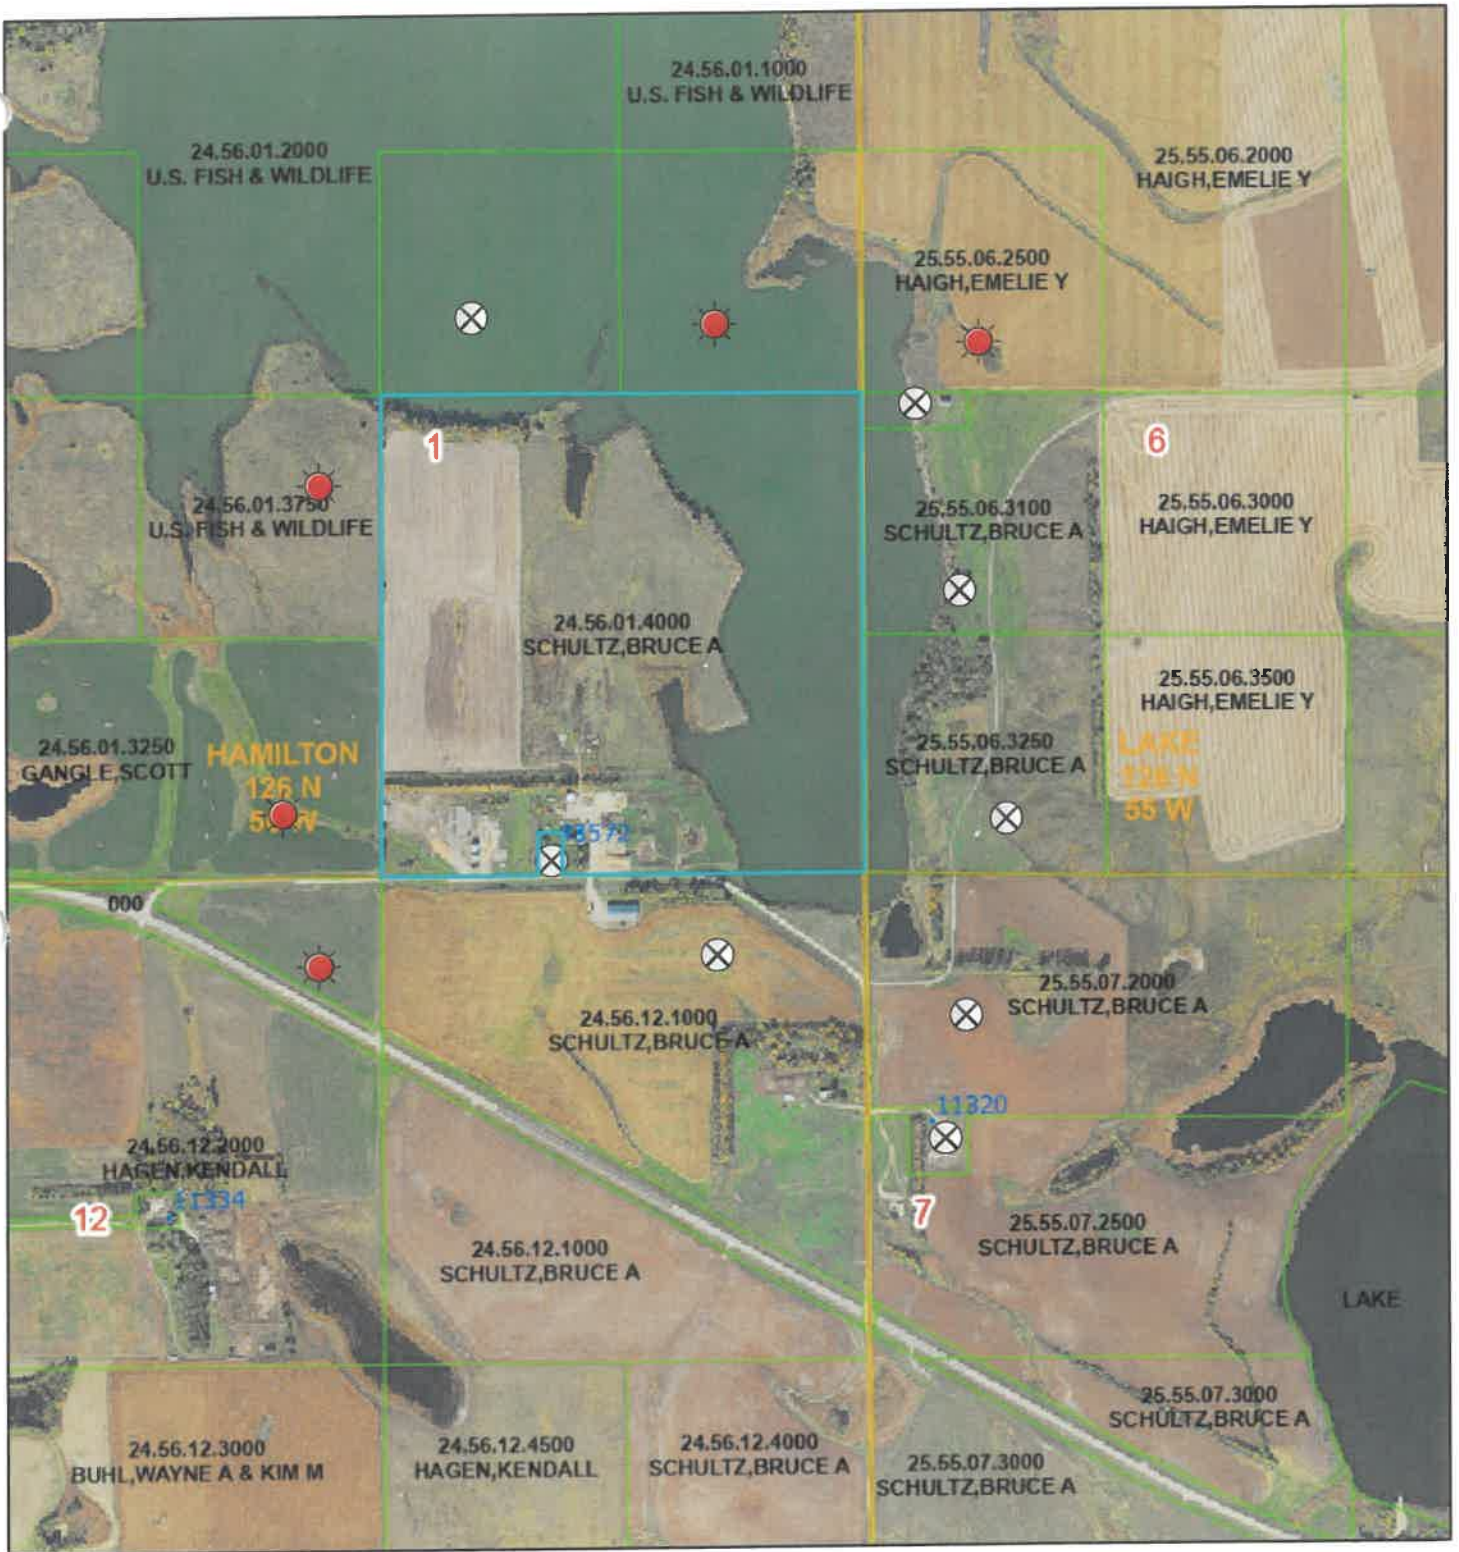 24.56.01.1000
U.S. FISH & WILDLIFE
24.56.01.2000
U.S. FISH & WILDLIFE
25.55.06.2000
HAIGH,EMELIE Y
25.55.06.2500
HAIGH,EMELIE Y
1
6
24.56.01.3750
U.S. FISH & WILDLIFE
25.55.06.3100
SCHULTZ,BRUCE A
25.55.06.3000
HAIGH,EMELIE Y
24.56.01.4000
SCHULTZ,BRUCE A
25.55.06.3500
HAIGH,EMELIE Y
24.56.01.3250
GANGLE,SCOTT
HAMILTON
126 N
25.55.06.3250
SCHULTZ,BRUCE A
LAKE
126 N
55 W
000
25.55.07.2000
SCHULTZ,BRUCE A
24.56.12.1000
SCHULTZ,BRUCE A
11320
24.56.12.2000
HAGEN,KENDALL
11334
12
7
25.55.07.2500
SCHULTZ,BRUCE A
24.56.12.1000
SCHULTZ,BRUCE A
LAKE
25.55.07.3000
SCHULTZ,BRUCE A
24.56.12.3000
BUHL,WAYNE A & KIM M
24.56.12.4500
HAGEN,KENDALL
24.56.12.4000
SCHULTZ,BRUCE A
25.55.07.3000
SCHULTZ,BRUCE A